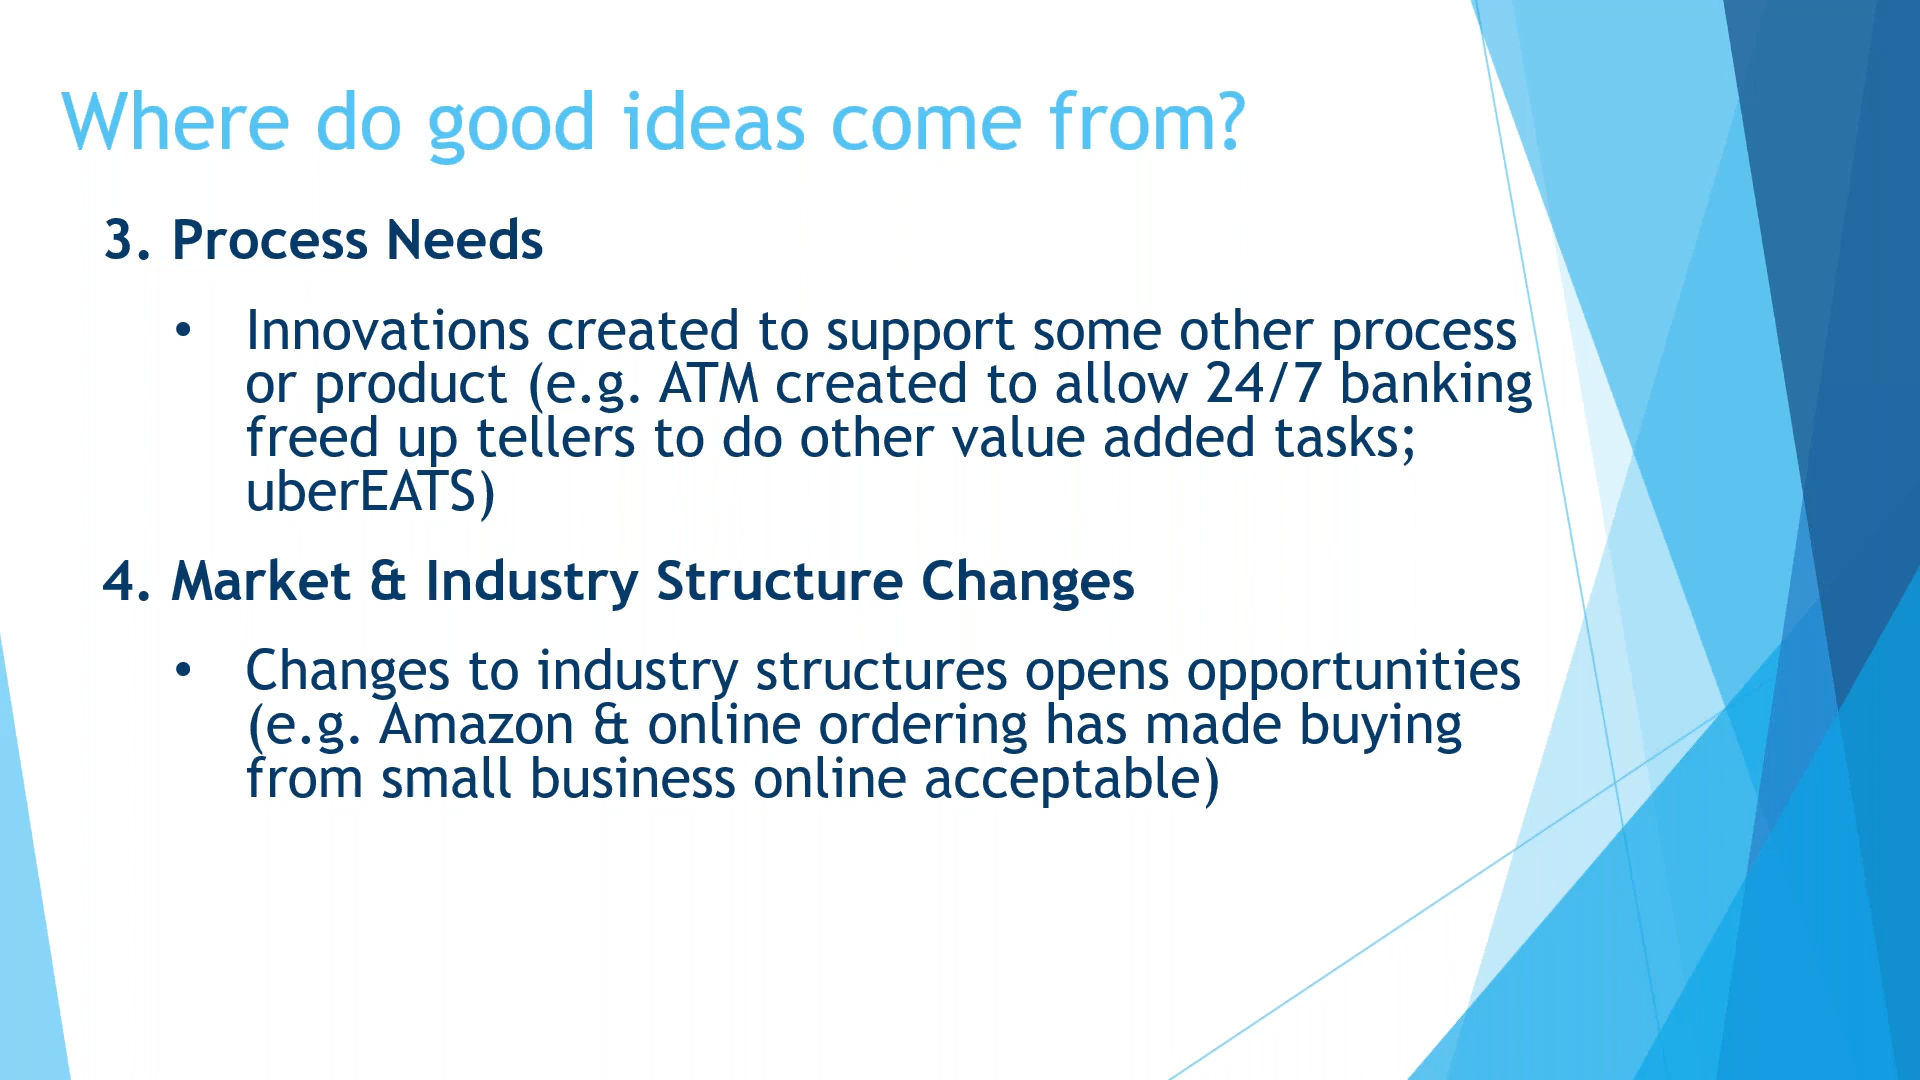 Where do good ideas come from?
3. Process Needs
• Innovations created to support some other process
or product (e.g. ATM created to allow 24/7 banking
freed up tellers to do other value added tasks;
uberEATS)
4. Market & Industry Structure Changes
• Changes to industry structures opens opportunities
(e.g. Amazon & online ordering has made buying
from small business online acceptable)